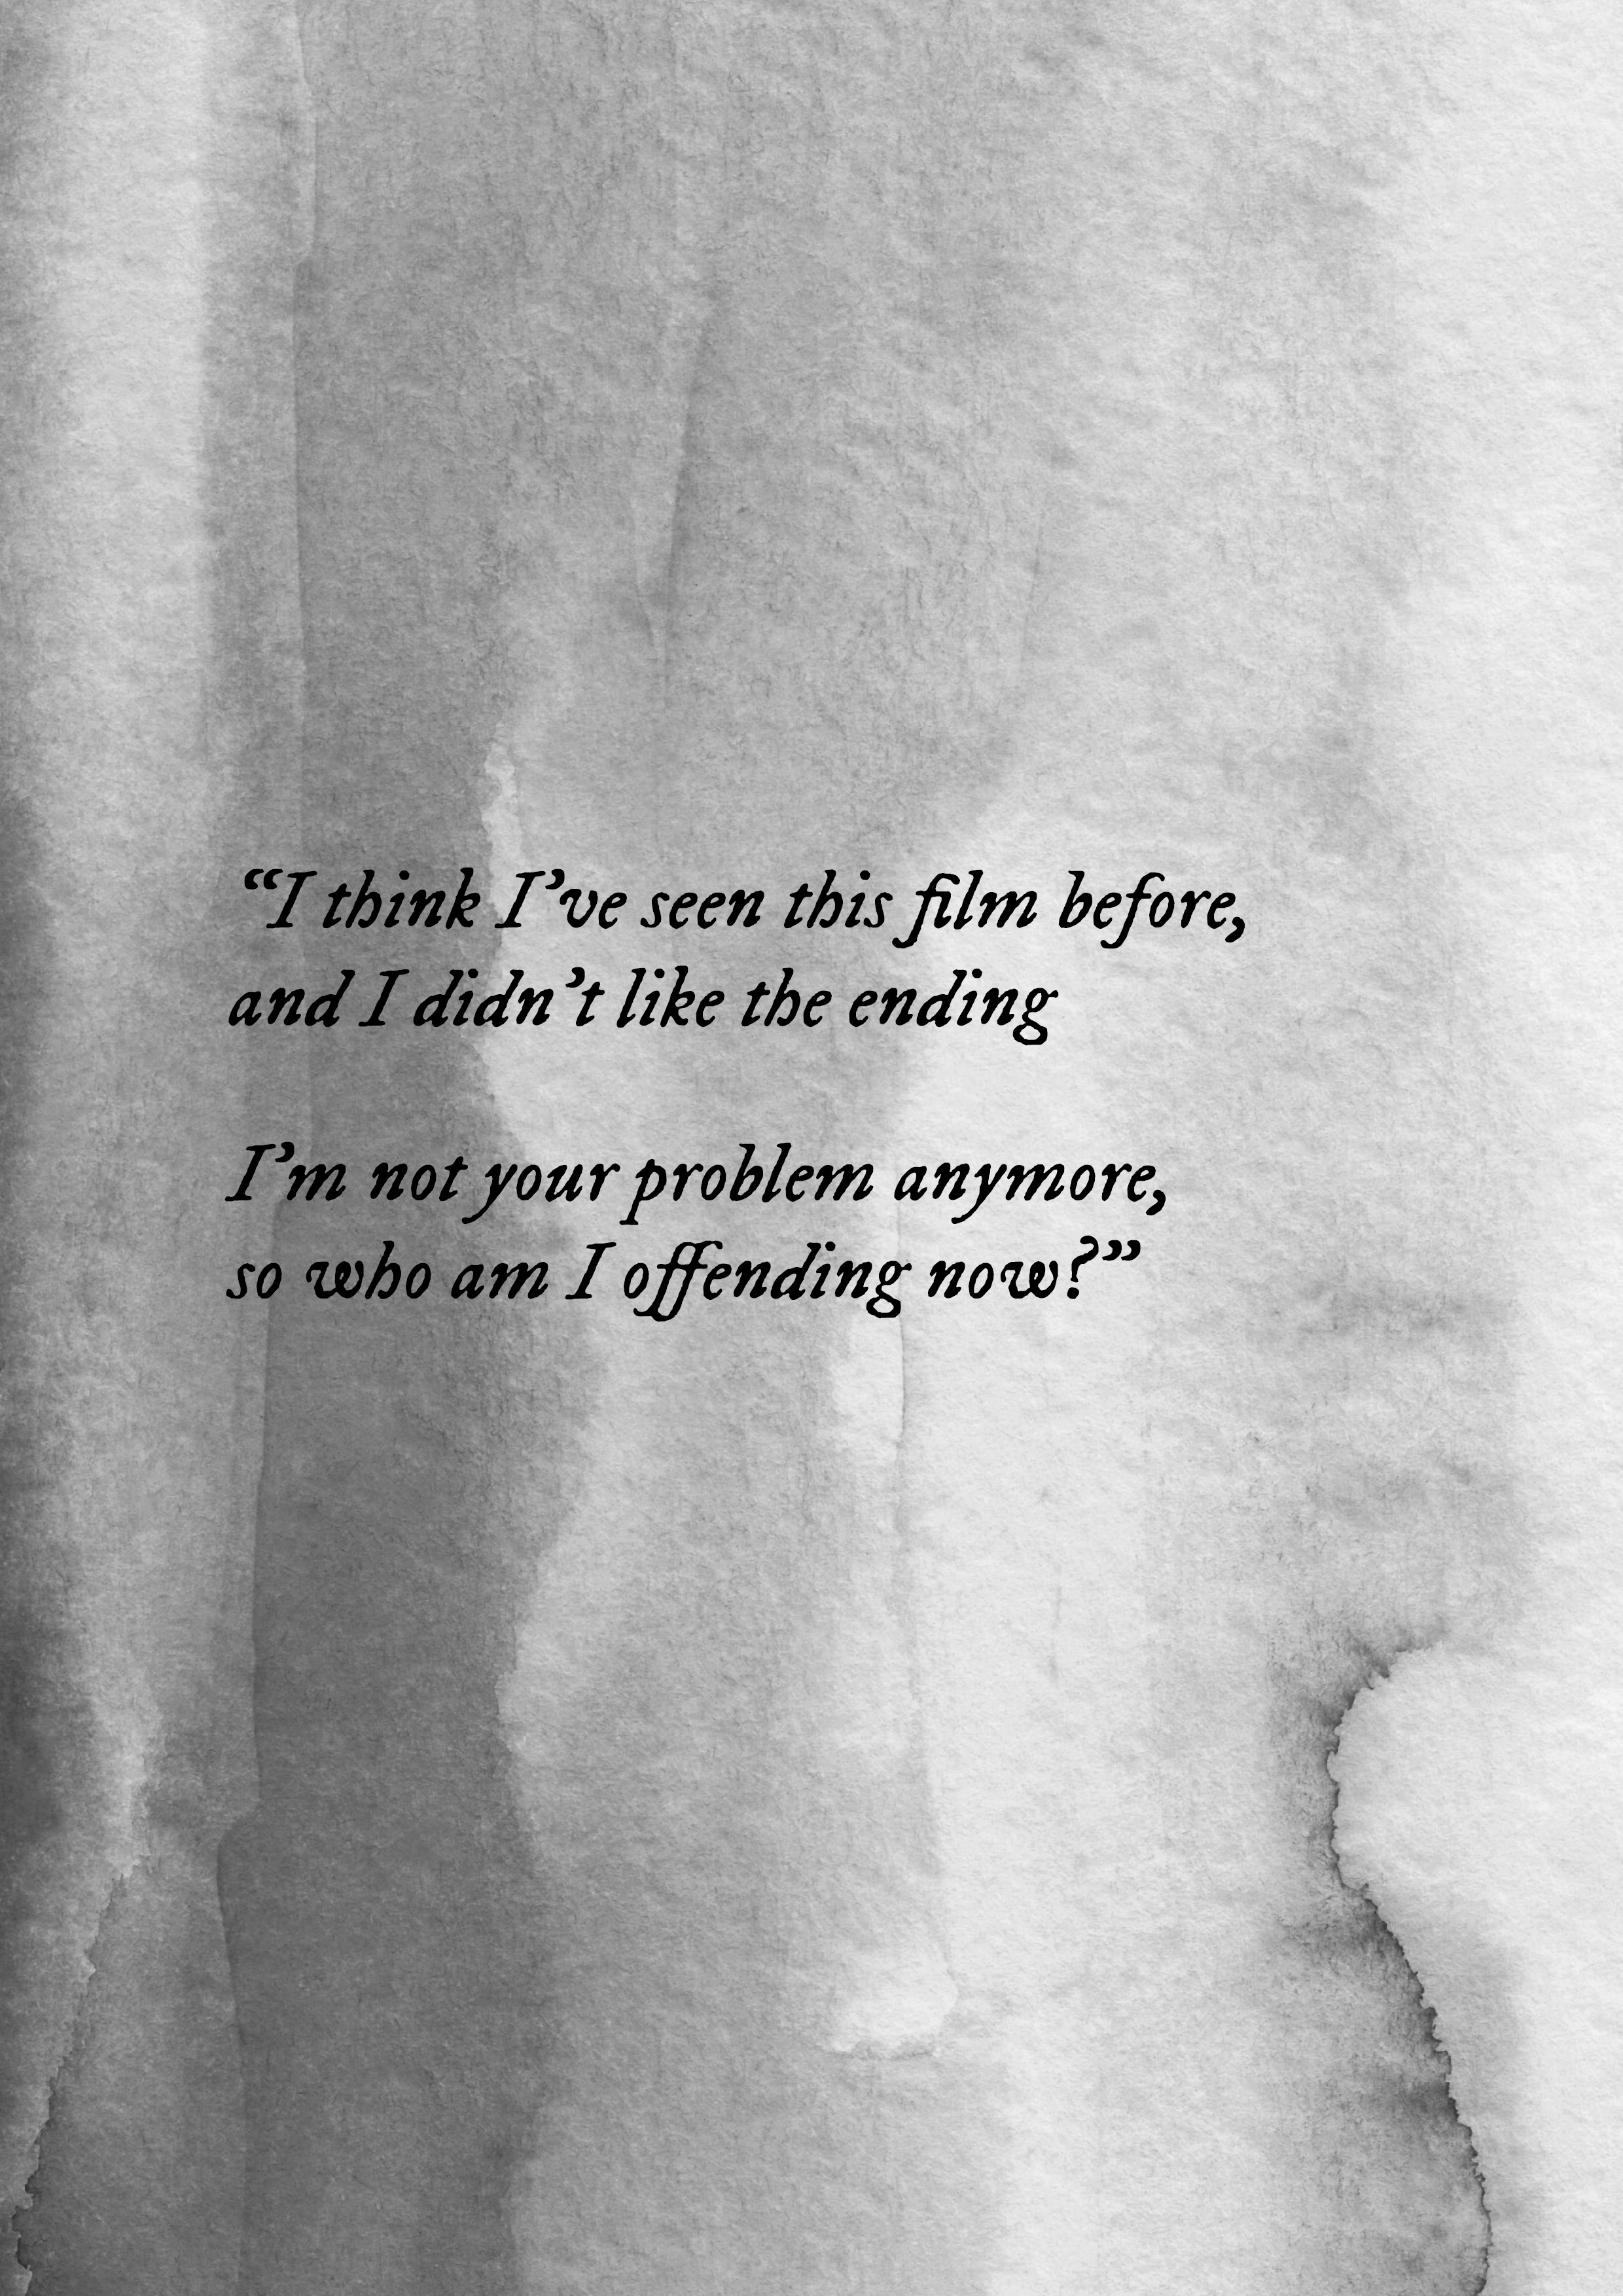 “I think I’ve seen this film before,
and I didn’t like the ending
I’m not your problem anymore,
so who am I offending now?”